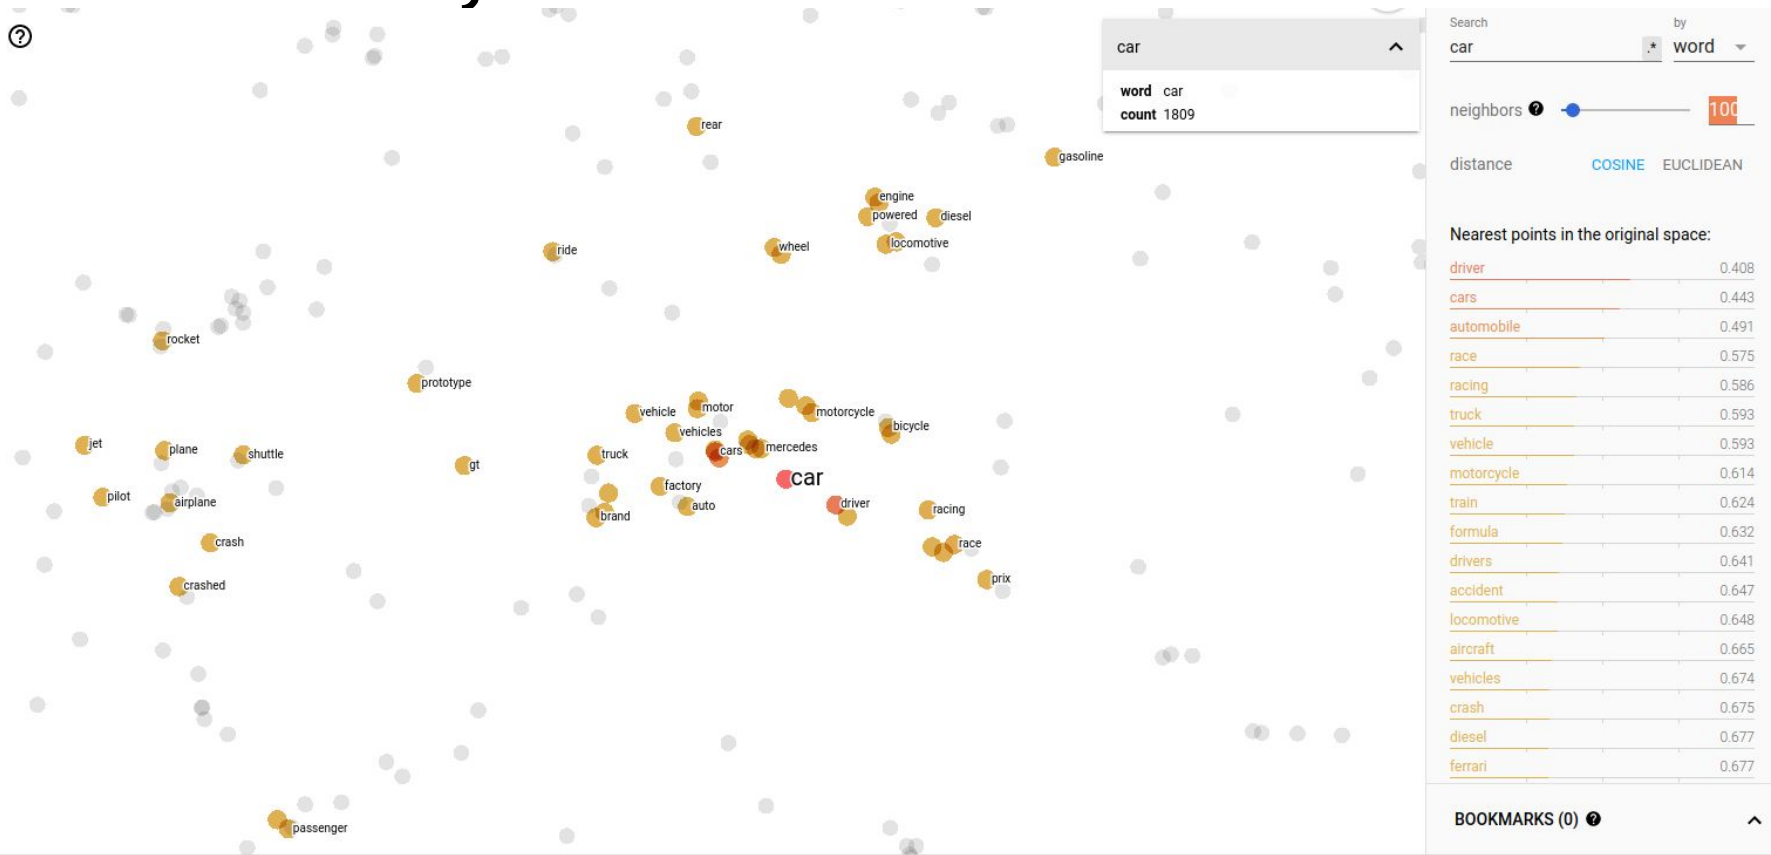 car
word car
count 1809
rear
gasoline
engine
powered
diesel
locomotive
wheel
ride
rocket
prototype
vehicle
motor
motorcycle
bicycle
vehicles
cars
mercedes
jet
plane
shuttle
gt
truck
car
factory
pilot
airplane
auto
driver
brand
racing
crash
race
prix
crashed
passenger
Search
by
car
.*
word
neighbors
100
distance
COSINE
EUCLIDEAN
Nearest points in the original space:
driver 0.408
cars 0.443
automobile 0.491
race 0.575
racing 0.586
truck 0.593
vehicle 0.593
motorcycle 0.614
train 0.624
formula 0.632
drivers 0.641
accident 0.647
locomotive 0.648
aircraft 0.665
vehicles 0.674
crash 0.675
diesel 0.677
ferrari 0.677
BOOKMARKS (0)